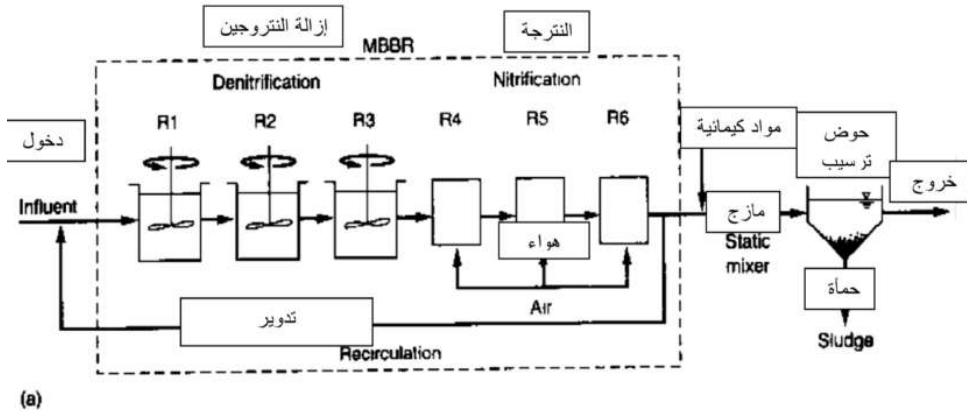 إزالة النتروجين
النترجة
MBBR
Denitrification
Nitrification
دخول
R1
R2
R3
R4
R5
R6
مواد كيمائية
حوض
ترسيب
خروج
Influent
هواء
مازج
Static
mixer
Air
حمأة
Sludge
تدوير
Recirculation
(a)